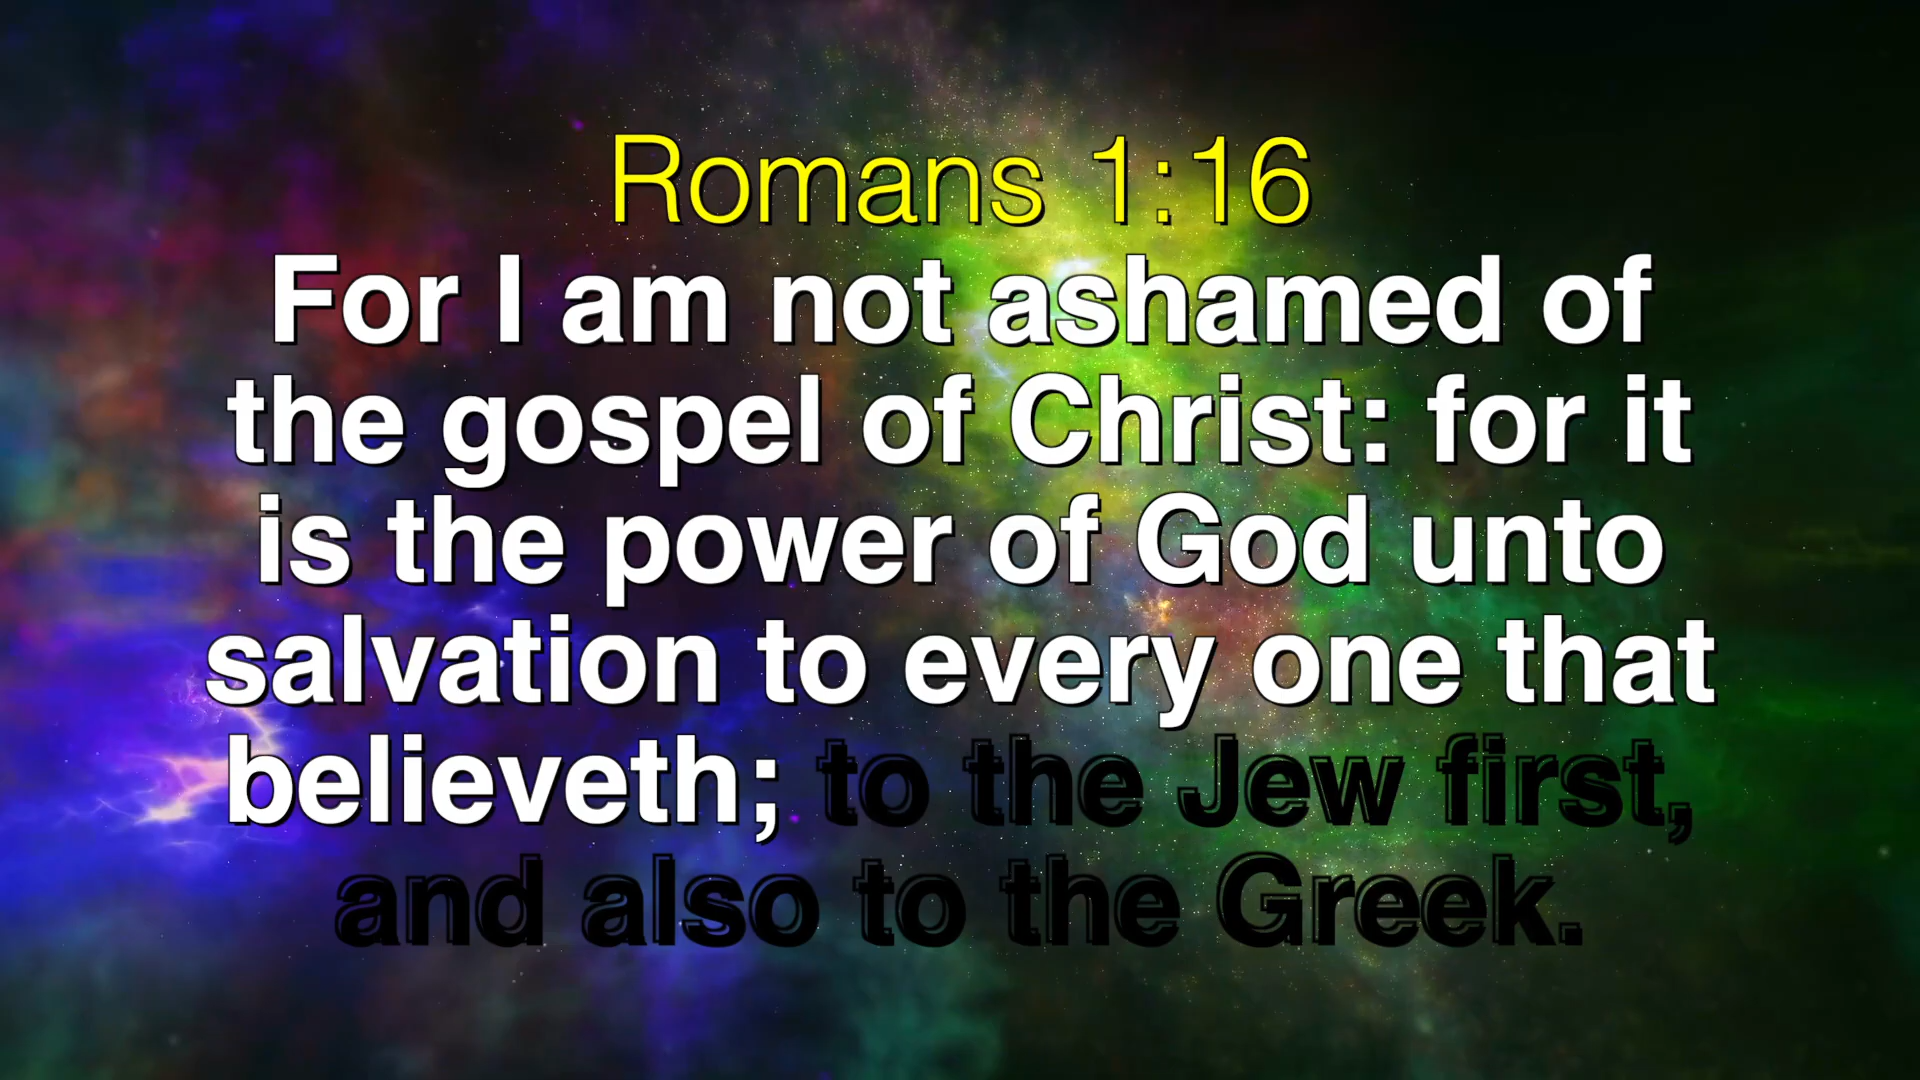 Romans 1:16
For I am not ashamed of
the gospel of Christ: for it
is the power of God unto
salvation to every one that
believeth; to the Jew first,
and also to the Greek.